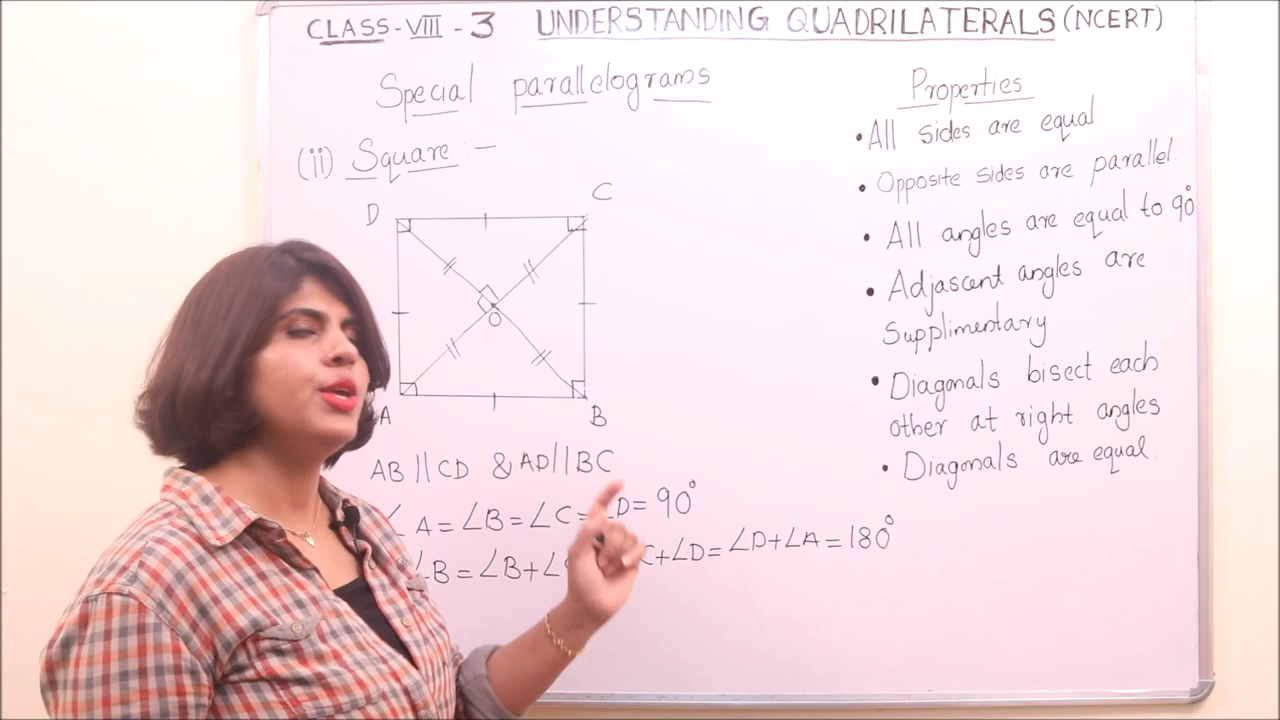 CLASS-VIII - 3 UNDERSTANDING QUADRILATERALS (NCERT)
Special parallelograms
(ii) Square :-
D
C
O
A
B
AB || CD & AD || BC
∠A = ∠B = ∠C = ∠D = 90°
∠B = ∠B + ∠ C + ∠D = ∠D + ∠A = 180°
Properties
• All sides are equal
• Opposite sides are parallel.
• All angles are equal to 90°
• Adjascent angles are
Supplimentary
• Diagonals bisect each
other at right angles
• Diagonals are equal.